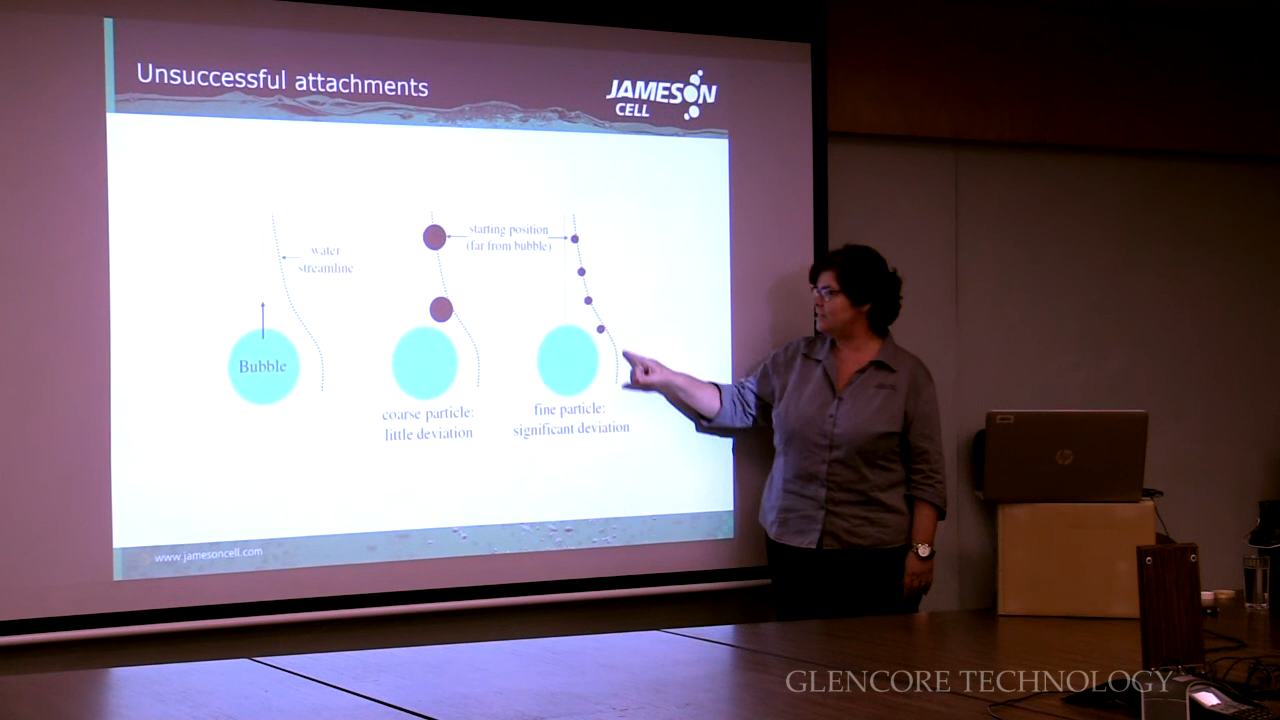 Unsuccessful attachments
JAMESON
CELL
water
streamline
starting position
(far from bubble)
Bubble
coarse particle:
little deviation
fine particle:
significant deviation
www.jamesoncell.com
hp
GLENCORE TECHNOLOGY